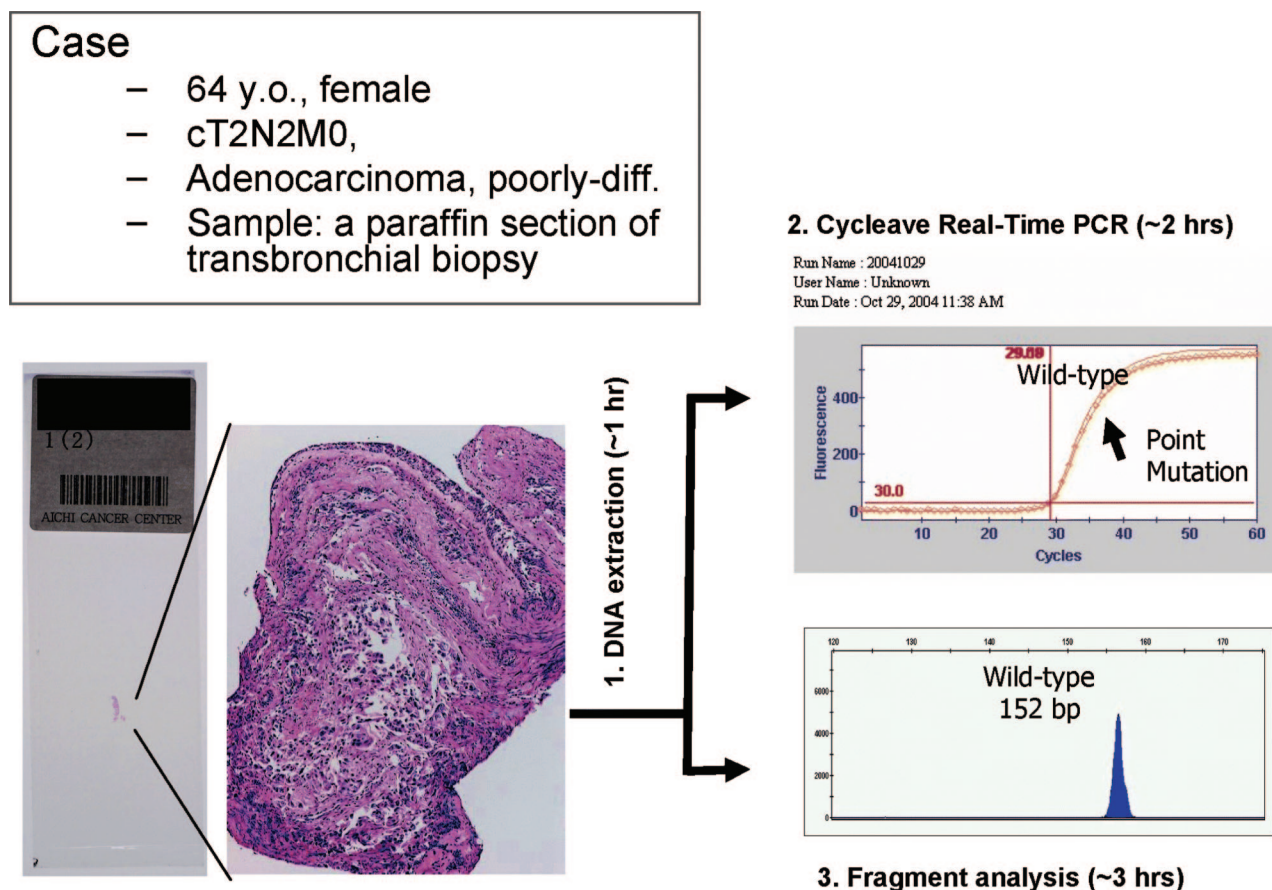 Case
– 64 y.o., female
– cT2N2M0,
– Adenocarcinoma, poorly-diff.
– Sample: a paraffin section of
transbronchial biopsy
1 (2)
AICHI CANCER CENTER
1. DNA extraction (~1 hr)
2. Cycleave Real-Time PCR (~2 hrs)
Run Name : 20041029
User Name : Unknown
Run Date : Oct 29, 2004 11:38 AM
Wild-type
Point
Mutation
30.0
Fluorescence
400
200
0
10 20 30 40 50 60
Cycles
120 130 140 150 160 170
Wild-type
152 bp
6000
4000
2000
0
3. Fragment analysis (~3 hrs)